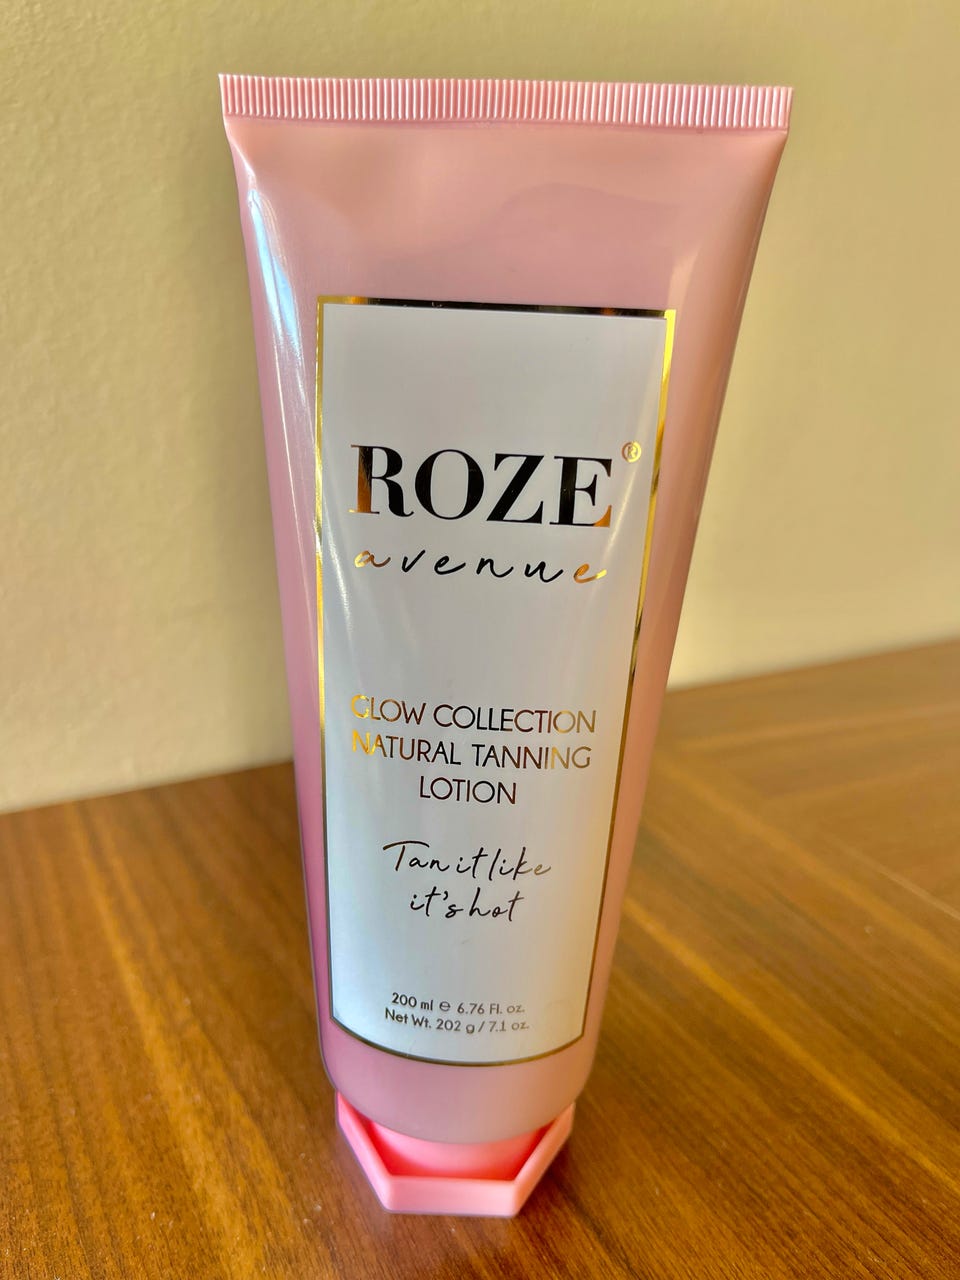 ROZE®
avenue
GLOW COLLECTION
NATURAL TANNING
LOTION
Tan it like
it's hot
200 ml ℮ 6.76 Fl. oz.
Net Wt. 202 g / 7.1 oz.